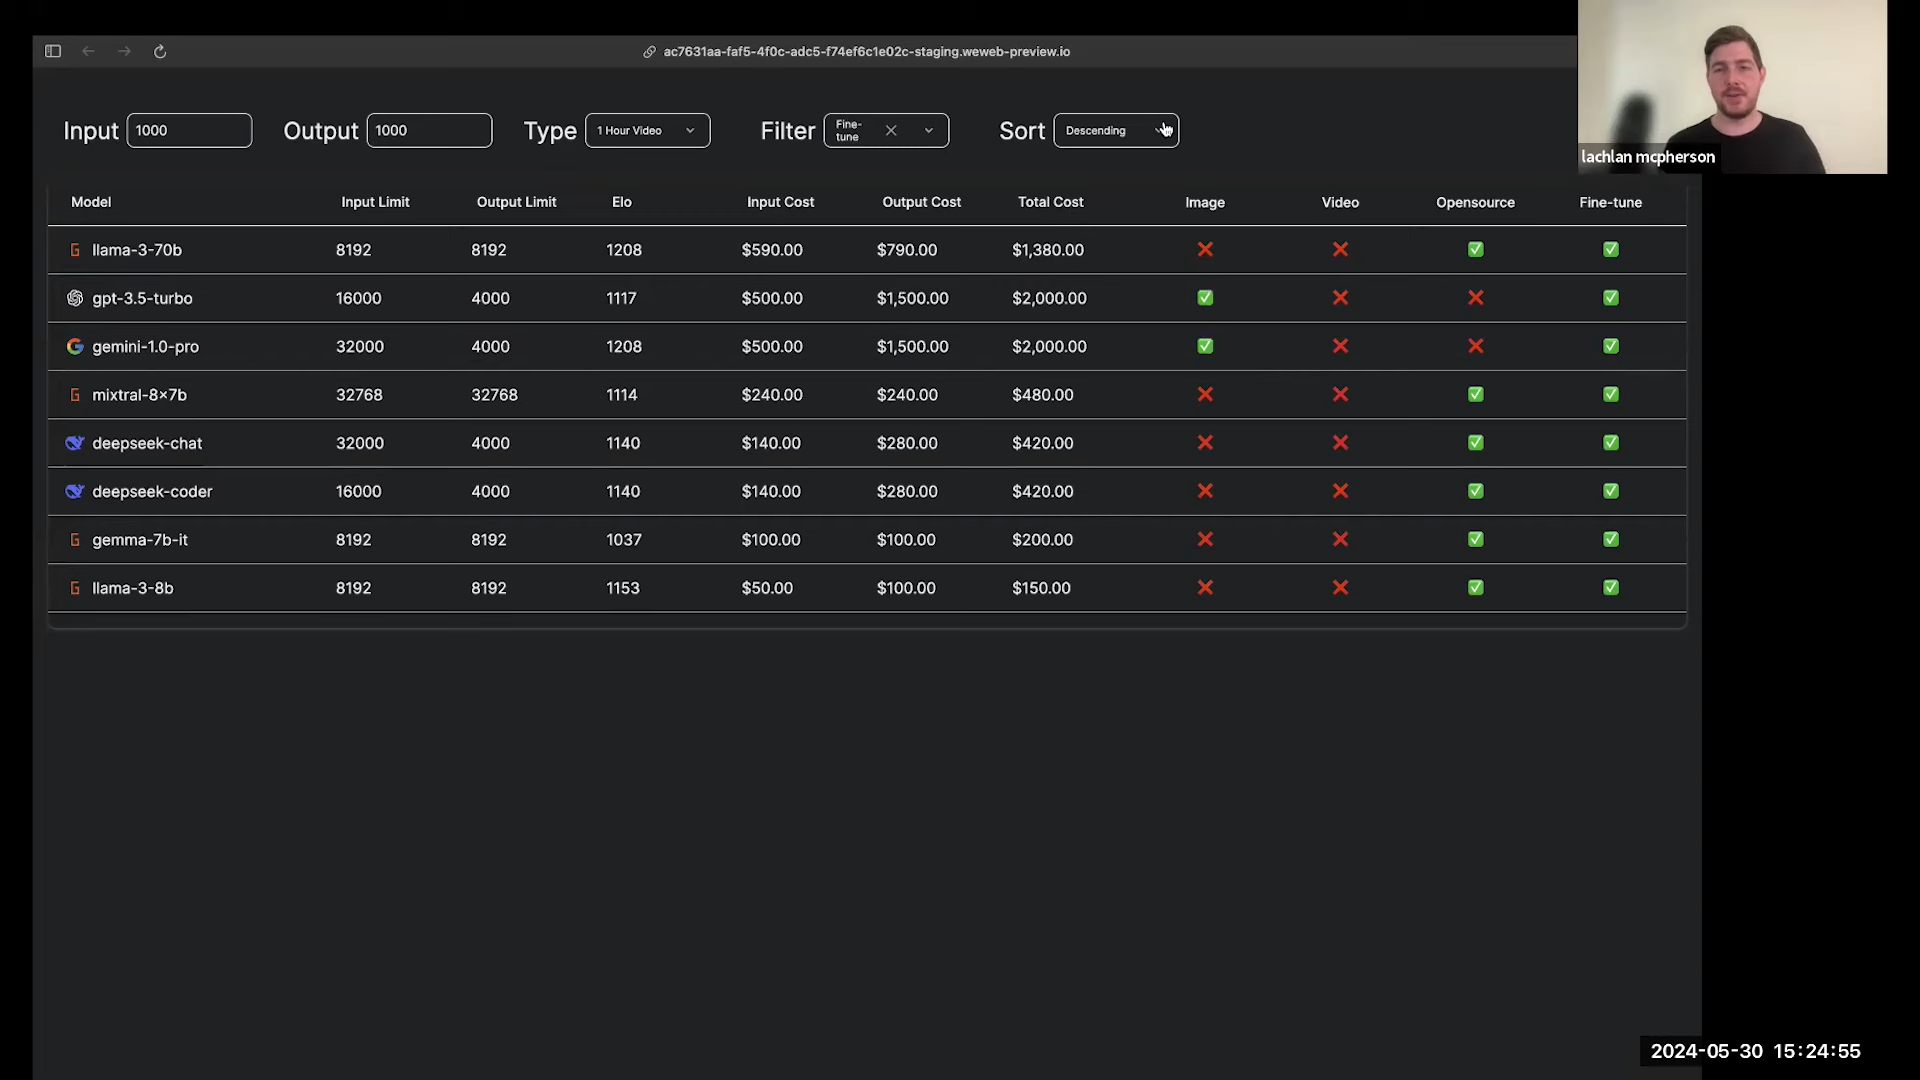 ac7631aa-faf5-4f0c-adc5-f74ef6c1e02c-staging.weweb-preview.io
Input 1000 Output 1000 Type 1 Hour Video Filter Fine-tune Sort Descending
lachlan mcpherson
Model Input Limit Output Limit Elo Input Cost Output Cost Total Cost Image Video Opensource Fine-tune
llama-3-70b 8192 8192 1208 $590.00 $790.00 $1,380.00 ❌ ❌ ✅ ✅
gpt-3.5-turbo 16000 4000 1117 $500.00 $1,500.00 $2,000.00 ✅ ❌ ❌ ✅
gemini-1.0-pro 32000 4000 1208 $500.00 $1,500.00 $2,000.00 ✅ ❌ ❌ ✅
mixtral-8×7b 32768 32768 1114 $240.00 $240.00 $480.00 ❌ ❌ ✅ ✅
deepseek-chat 32000 4000 1140 $140.00 $280.00 $420.00 ❌ ❌ ✅ ✅
deepseek-coder 16000 4000 1140 $140.00 $280.00 $420.00 ❌ ❌ ✅ ✅
gemma-7b-it 8192 8192 1037 $100.00 $100.00 $200.00 ❌ ❌ ✅ ✅
llama-3-8b 8192 8192 1153 $50.00 $100.00 $150.00 ❌ ❌ ✅ ✅
2024-05-30 15:24:55